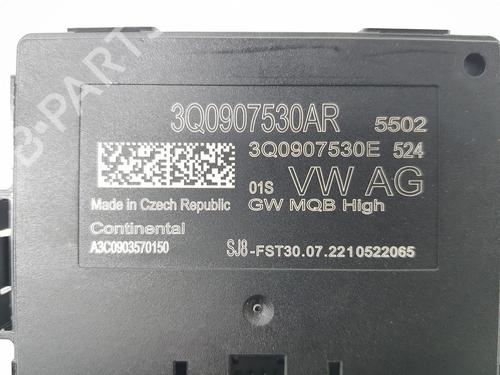 3Q0907530AR 5502
3Q0907530E 524
01S VW AG
Made in Czech Republic GW MQB High
Continental
A3C0903570150 SJ8-FST30.07.2210522065
B-PARTS